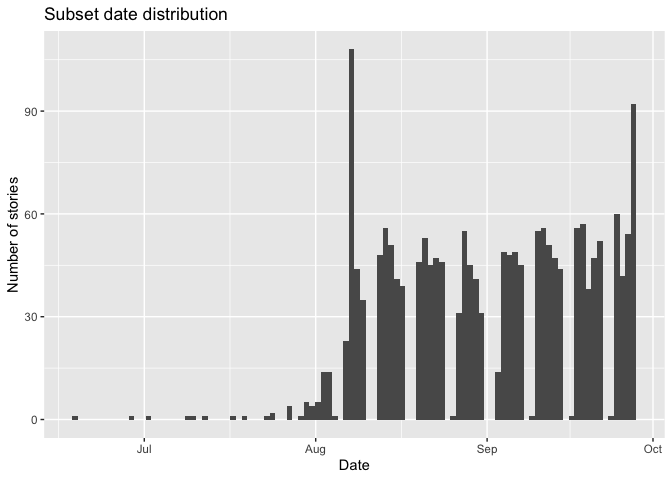 Subset date distribution
Number of stories
90
60
30
0
Jul
Aug
Sep
Oct
Date